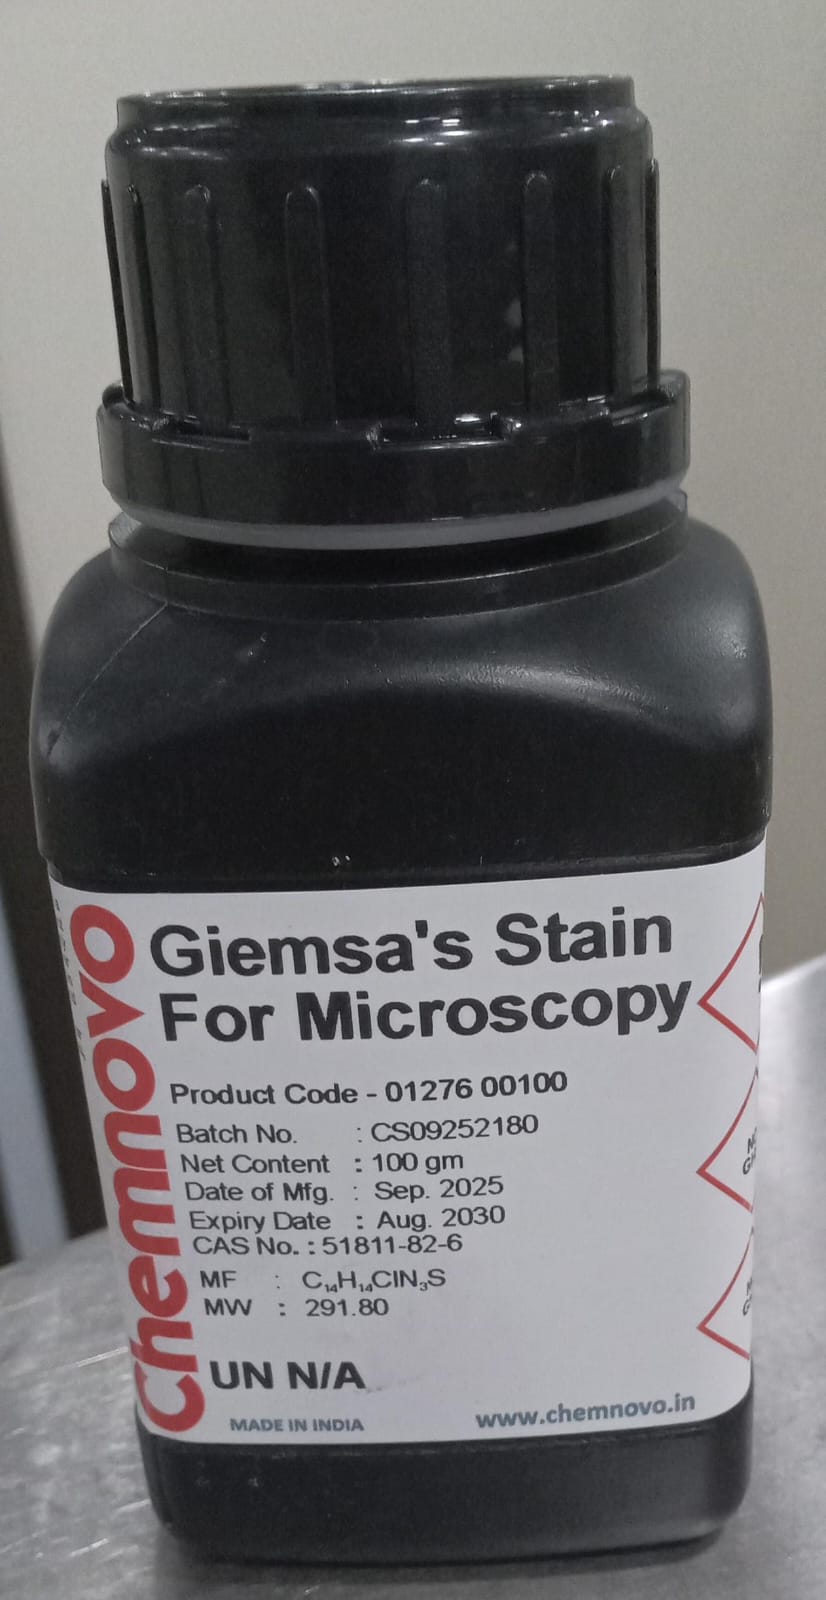 Chemnovo
Giemsa's Stain
For Microscopy
Product Code - 01276 00100
Batch No. : CS09252180
Net Content : 100 gm
Date of Mfg. : Sep. 2025
Expiry Date : Aug. 2030
CAS No. : 51811-82-6
MF : C₁₄H₁₄ClN₃S
MW : 291.80
UN N/A
MADE IN INDIA
www.chemnovo.in